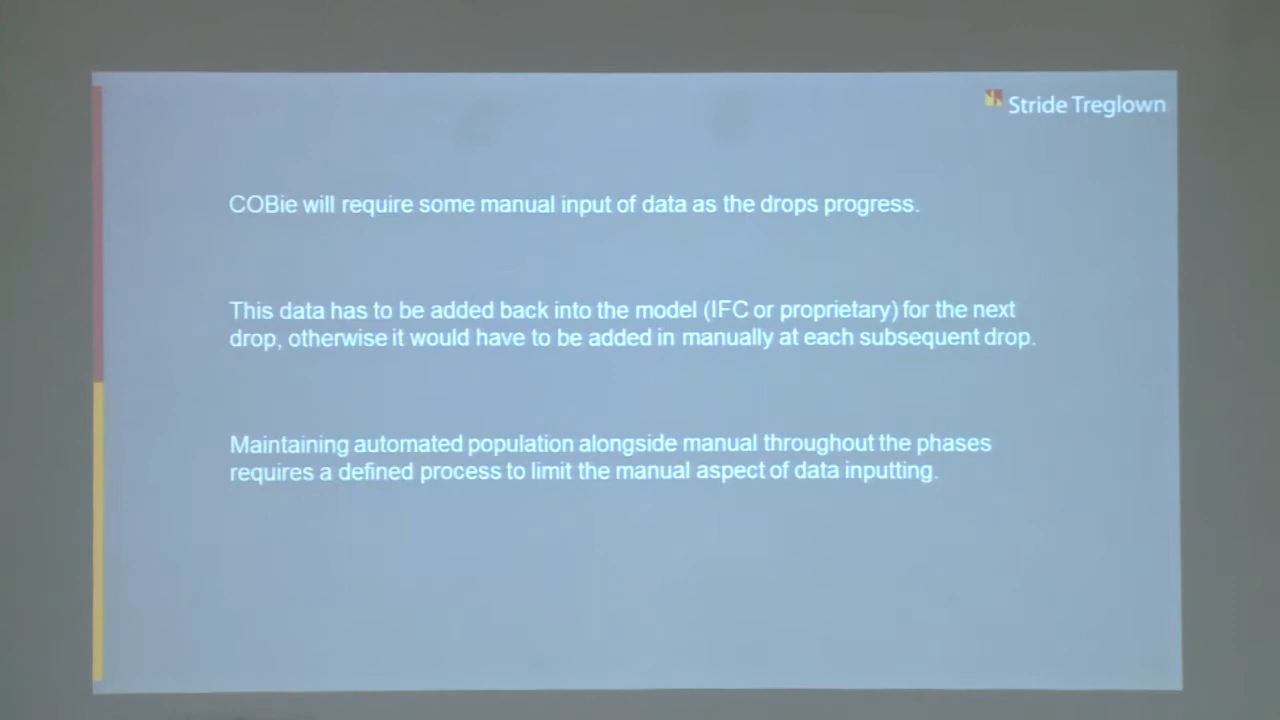 Stride Treglown
COBie will require some manual input of data as the drops progress.
This data has to be added back into the model (IFC or proprietary) for the next
drop, otherwise it would have to be added in manually at each subsequent drop.
Maintaining automated population alongside manual throughout the phases
requires a defined process to limit the manual aspect of data inputting.